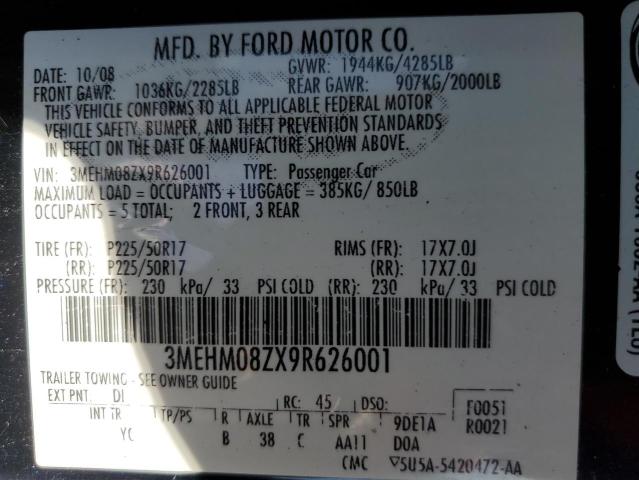 MFD. BY FORD MOTOR CO.
DATE: 10/08 GVWR: 1944KG/4285LB
FRONT GAWR: 1036KG/2285LB REAR GAWR: 907KG/2000LB
THIS VEHICLE CONFORMS TO ALL APPLICABLE FEDERAL MOTOR
VEHICLE SAFETY, BUMPER, AND THEFT PREVENTION STANDARDS
IN EFFECT ON THE DATE OF MANUFACTURE SHOWN ABOVE.
VIN: 3MEHM08ZX9R626001 TYPE: Passenger Car
MAXIMUM LOAD = OCCUPANTS + LUGGAGE = 385KG/ 850LB
OCCUPANTS = 5 TOTAL; 2 FRONT, 3 REAR
TIRE (FR): P225/50R17 RIMS (FR): 17X7.0J
(RR): P225/50R17 (RR): 17X7.0J
PRESSURE (FR): 230 kPa/ 33 PSI COLD (RR): 230 kPa/ 33 PSI COLD
3MEHM08ZX9R626001
TRAILER TOWING - SEE OWNER GUIDE
EXT PNT: DI RC: 45 DSO: F0051
INT TR TP/PS R AXLE TR SPR 9DE1A R0021
YC B 38 C AA11 D0A
CMC ▽5U5A-5420472-AA